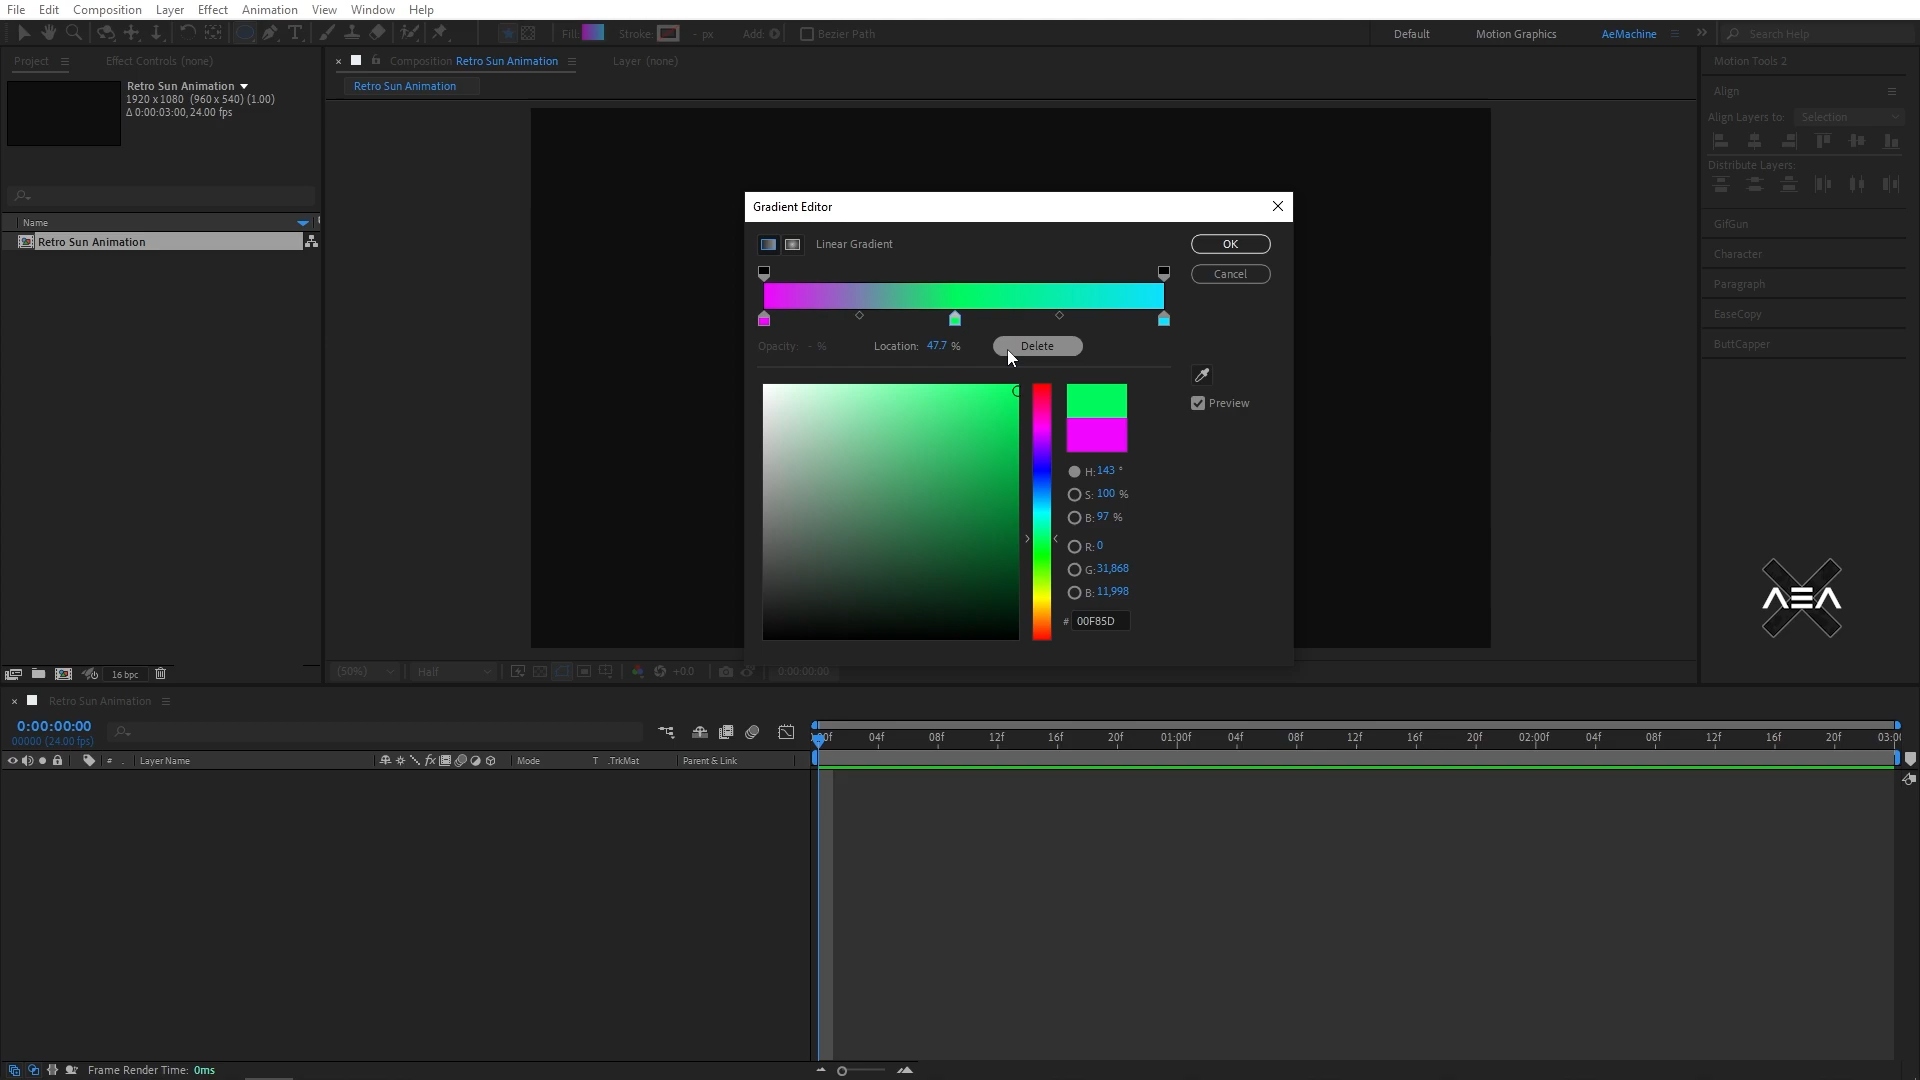 File Edit Composition Layer Effect Animation View Window Help
Fill: Stroke: - px Add: Bezier Path Default Motion Graphics AeMachine Search Help
Project Effect Controls (none) Composition Retro Sun Animation Layer (none) Motion Tools 2
Retro Sun Animation Retro Sun Animation Align
1920 x 1080 (960 x 540) (1.00)
Δ 0:00:03:00, 24.00 fps
Align Layers to: Selection
Distribute Layers:
Gradient Editor
Name GifGun
Retro Sun Animation Linear Gradient OK
Character
Cancel
Paragraph
EaseCopy
Opacity: - % Location: 47.7 % Delete ButtCapper
Preview
H: 143 °
S: 100 %
B: 97 %
R: 0
G: 31,868
B: 11,998
# 00F85D
16 bpc (50%) Half +0.0 0:00:00:00
Retro Sun Animation
0:00:00:00
00000 (24.00 fps)
:00f 04f 08f 12f 16f 20f 01:00f 04f 08f 12f 16f 20f 02:00f 04f 08f 12f 16f 20f 03:00
# Layer Name fx Mode T .TrkMat Parent & Link
Frame Render Time: 0ms